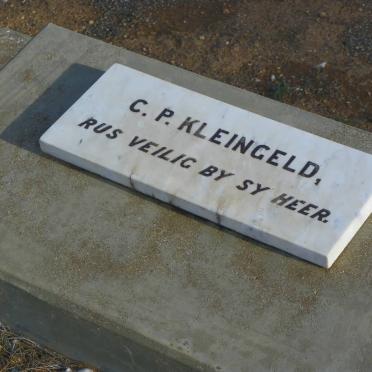 C. P. KLEINGELD,
RUS VEILIG BY SY HEER.